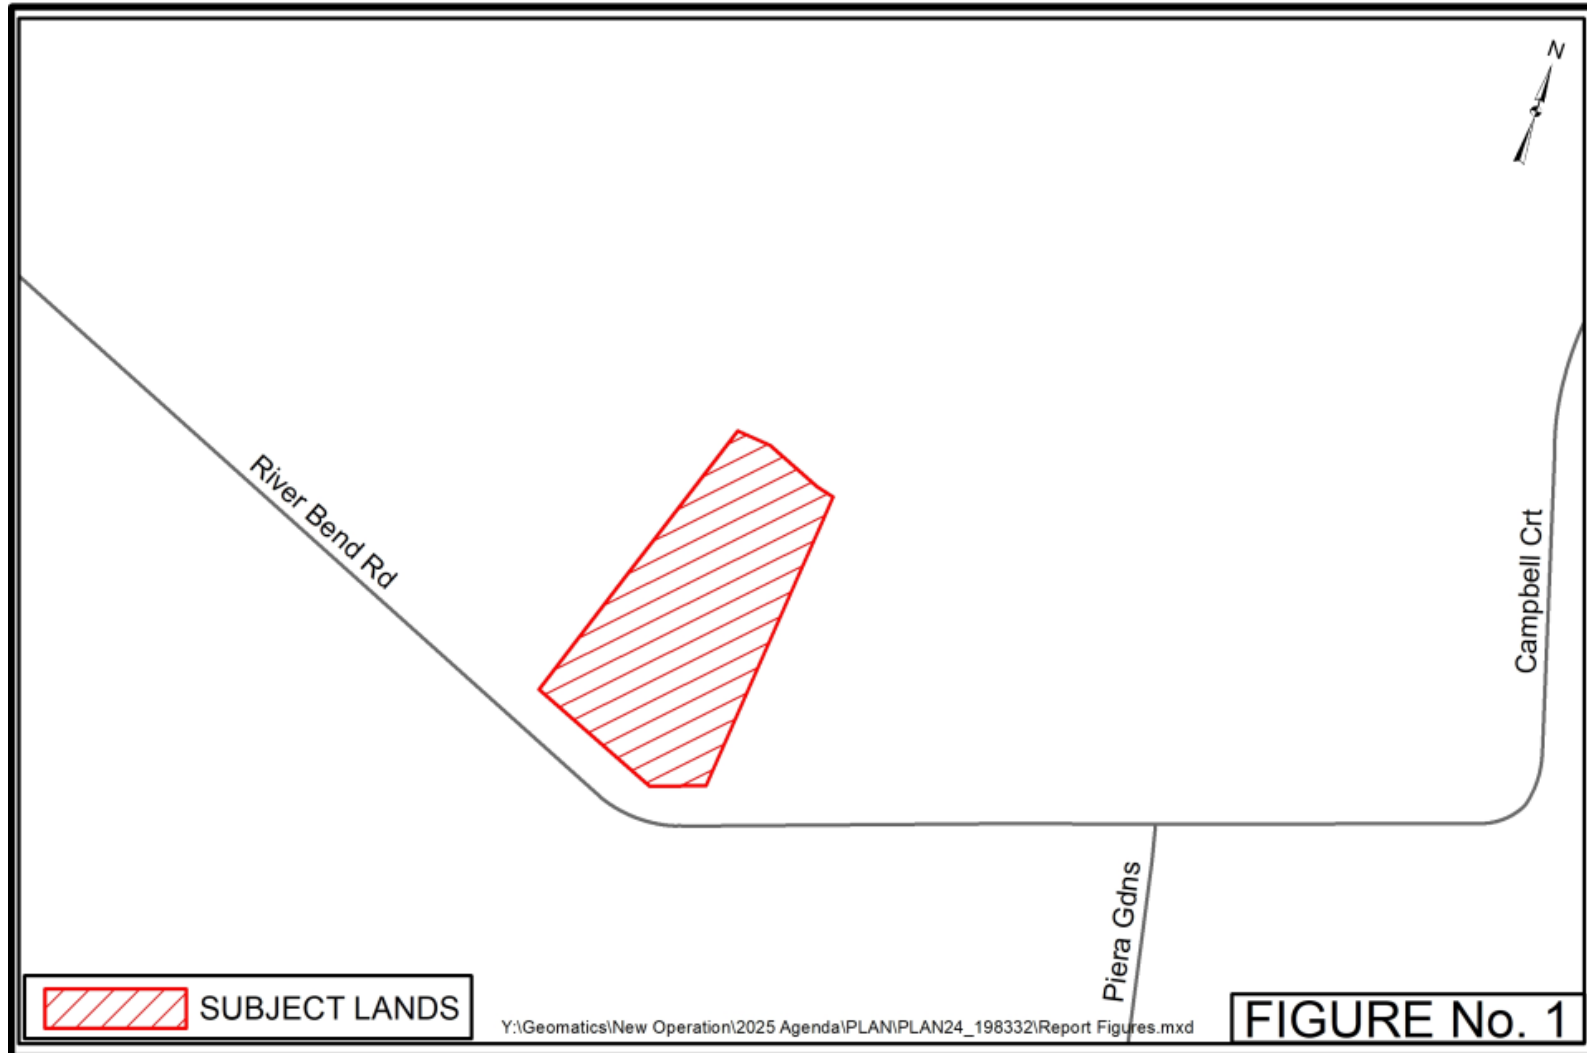 N
River Bend Rd
Campbell Crt
Piera Gdns
SUBJECT LANDS
Y:\Geomatics\New Operation\2025 Agenda\PLAN\PLAN24_198332\Report Figures.mxd
FIGURE No. 1